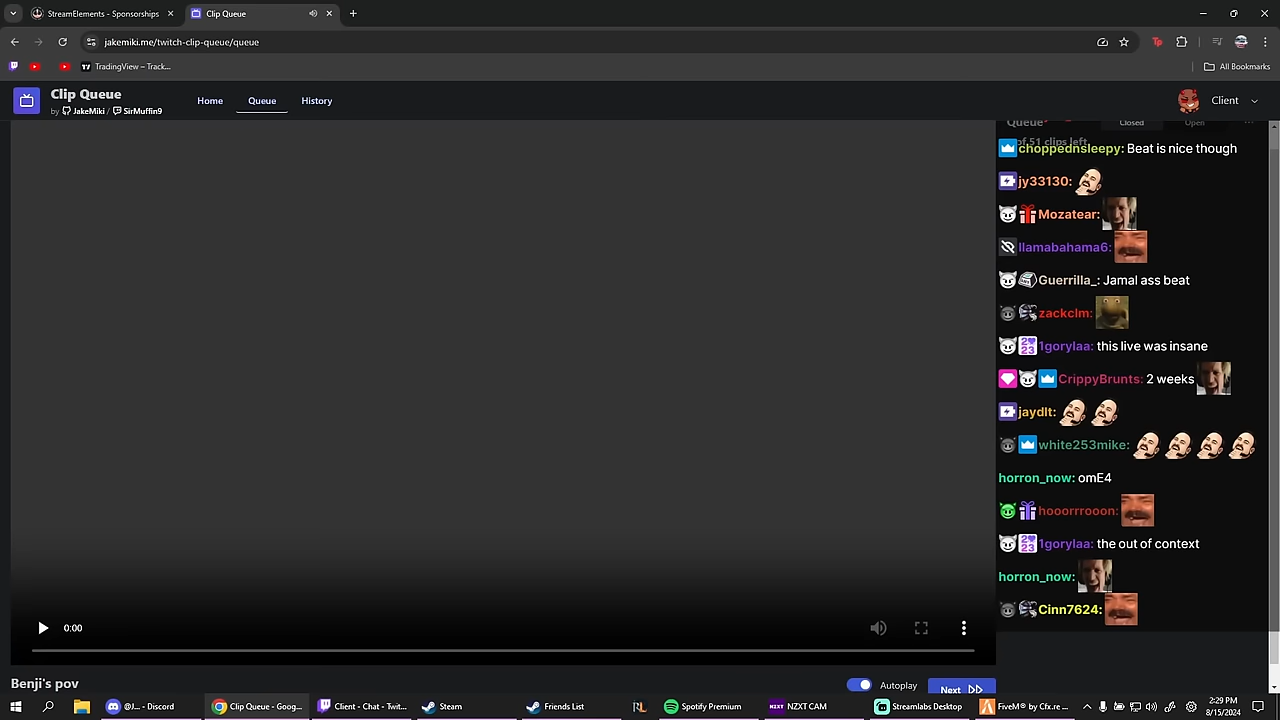 StreamElements - Sponsorships
Clip Queue
jakemiki.me/twitch-clip-queue/queue
TradingView – Track...
All Bookmarks
Clip Queue
by JakeMiki / SirMuffin9
Home
Queue
History
Client
Queue
Closed
Open
of 51 clips left
choppednsleepy: Beat is nice though
jy33130:
Mozatear:
llamabahama6:
Guerrilla_: Jamal ass beat
zackclm:
1gorylaa: this live was insane
CrippyBrunts: 2 weeks
jaydlt:
white253mike:
horron_now: omE4
hooorrrooon:
1gorylaa: the out of context
horron_now:
Cinn7624:
0:00
Benji's pov
Autoplay
Next
@J... - Discord
Clip Queue - Goog...
Client - Chat - Twit...
Steam
Friends List
RL
Spotify Premium
NZXT CAM
Streamlabs Desktop
FiveM® by Cfx.re ...
2:29 PM
8/15/2024